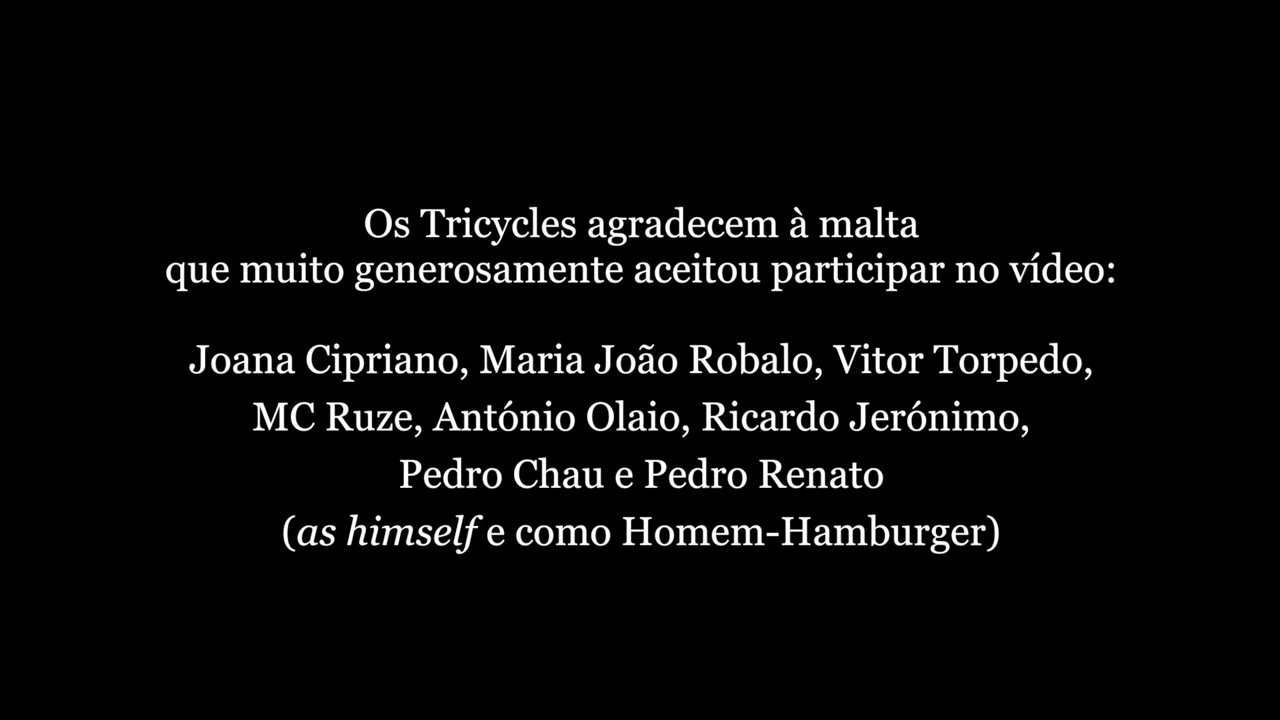 Os Tricycles agradecem à malta
que muito generosamente aceitou participar no vídeo:
Joana Cipriano, Maria João Robalo, Vitor Torpedo,
MC Ruze, António Olaio, Ricardo Jerónimo,
Pedro Chau e Pedro Renato
(as himself e como Homem-Hamburger)